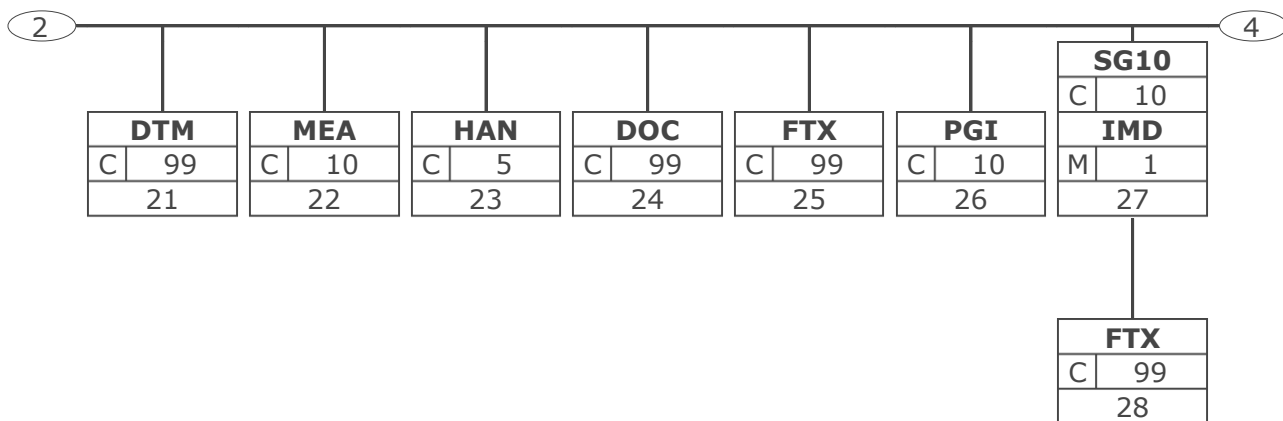 2
4
SG10
C 10
DTM MEA HAN DOC FTX PGI IMD
C 99 C 10 C 5 C 99 C 99 C 10 M 1
21 22 23 24 25 26 27
FTX
C 99
28